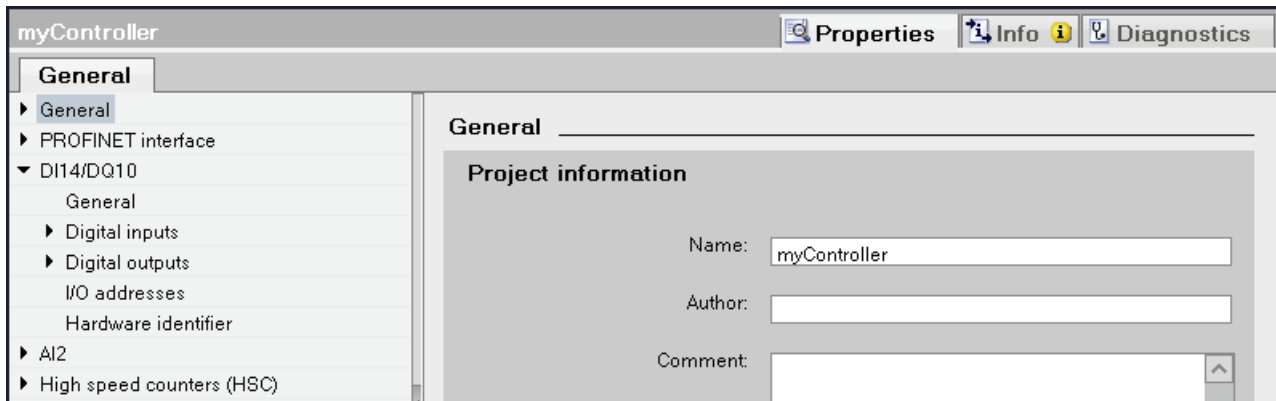 myController
Properties Info Diagnostics
General
General
PROFINET interface
DI14/DQ10
General
Digital inputs
Digital outputs
I/O addresses
Hardware identifier
AI2
High speed counters (HSC)
General
Project information
Name: myController
Author:
Comment: